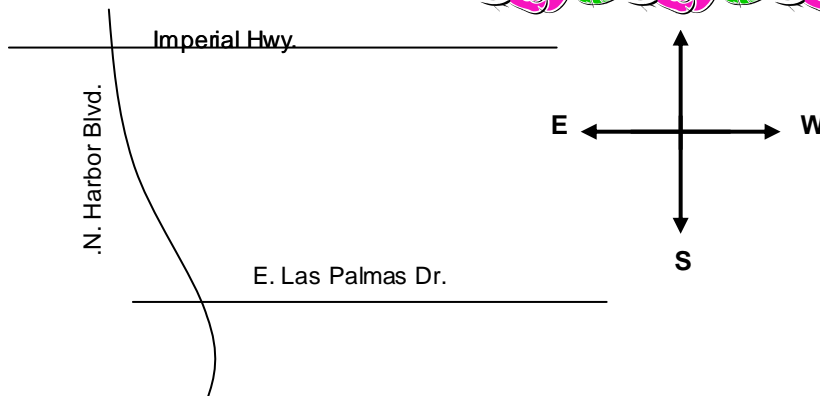 Imperial Hwy.
E
W
.N. Harbor Blvd.
E. Las Palmas Dr.
S